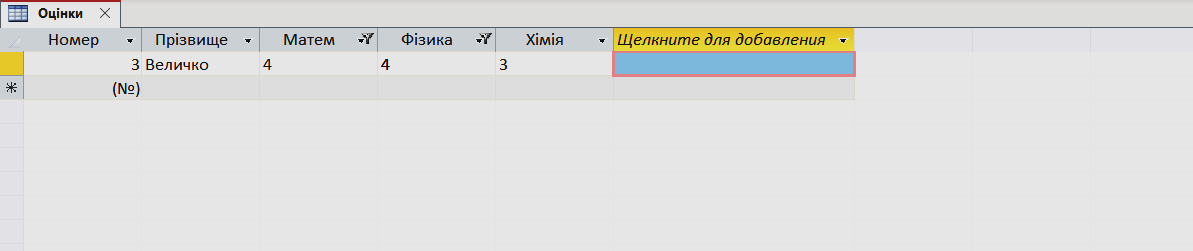 Оцінки
Номер Прізвище Матем Фізика Хімія Щелкните для добавления
3 Величко 4 4 3
(№)